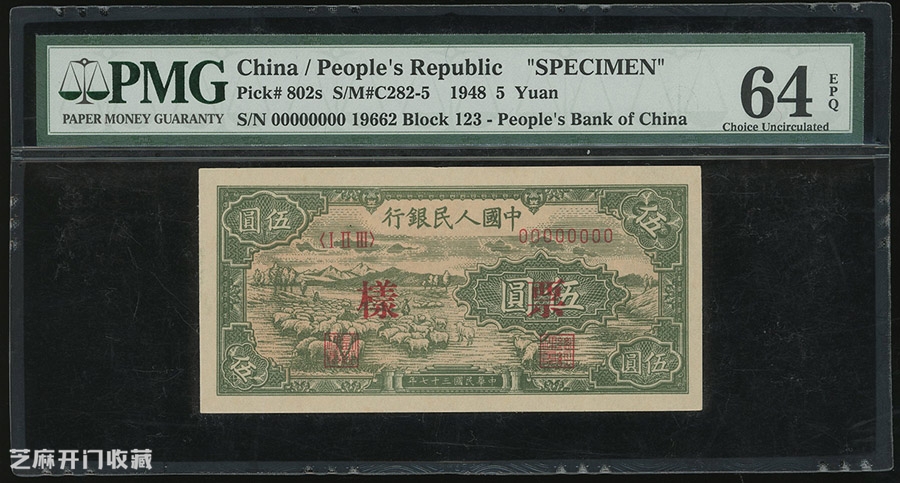 PMG
PAPER MONEY GUARANTY
China / People's Republic "SPECIMEN"
Pick# 802s S/M#C282-5 1948 5 Yuan
S/N 00000000 19662 Block 123 - People's Bank of China
64 EPQ
Choice Uncirculated
圓伍
行銀民人國中
伍
〈I II III〉
00000000
樣
票
圓伍
伍
圓伍
年七十三國民華中
芝麻开门收藏